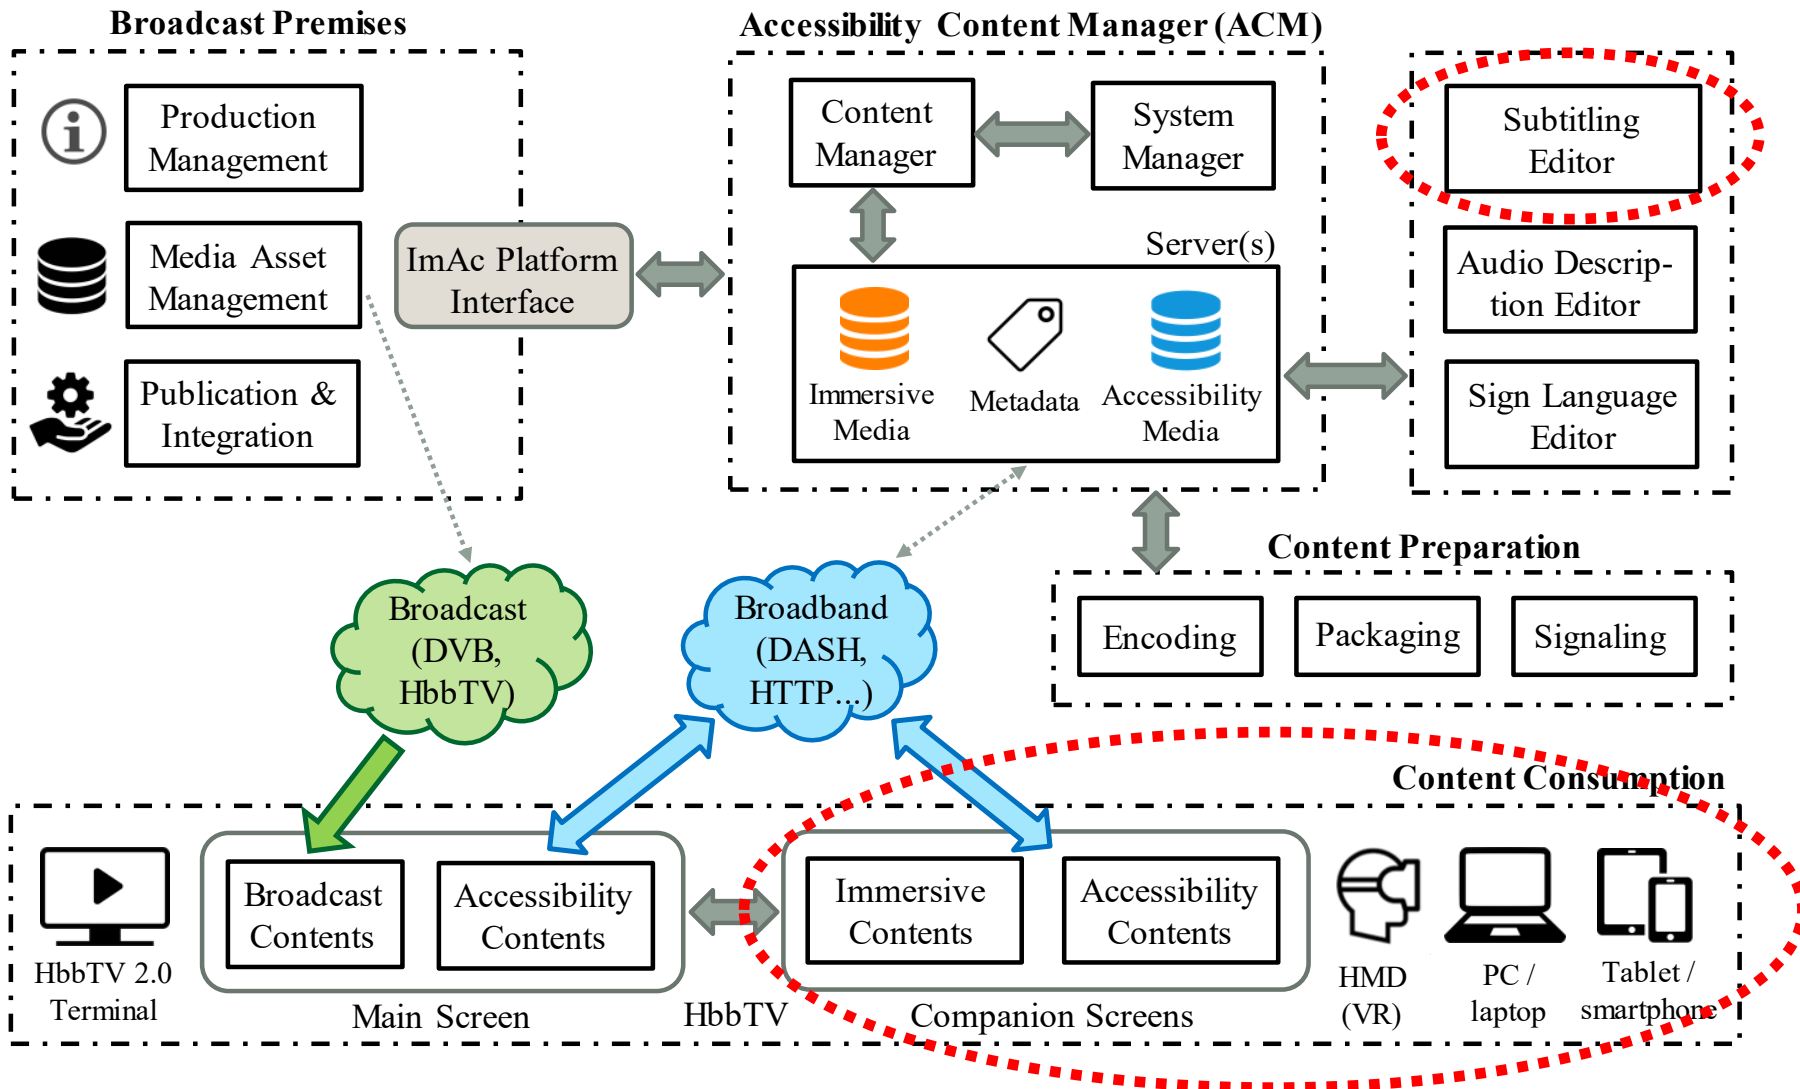 Broadcast Premises
Production
Management
Media Asset
Management
Publication &
Integration
ImAc Platform
Interface
Accessibility Content Manager (ACM)
Content
Manager
System
Manager
Server(s)
Immersive
Media
Metadata
Accessibility
Media
Subtitling
Editor
Audio Descrip-
tion Editor
Sign Language
Editor
Content Preparation
Encoding
Packaging
Signaling
Broadcast
(DVB,
HbbTV)
Broadband
(DASH,
HTTP...)
Content Consumption
HbbTV 2.0
Terminal
Broadcast
Contents
Accessibility
Contents
Main Screen
HbbTV
Immersive
Contents
Accessibility
Contents
Companion Screens
HMD
(VR)
PC /
laptop
Tablet /
smartphone